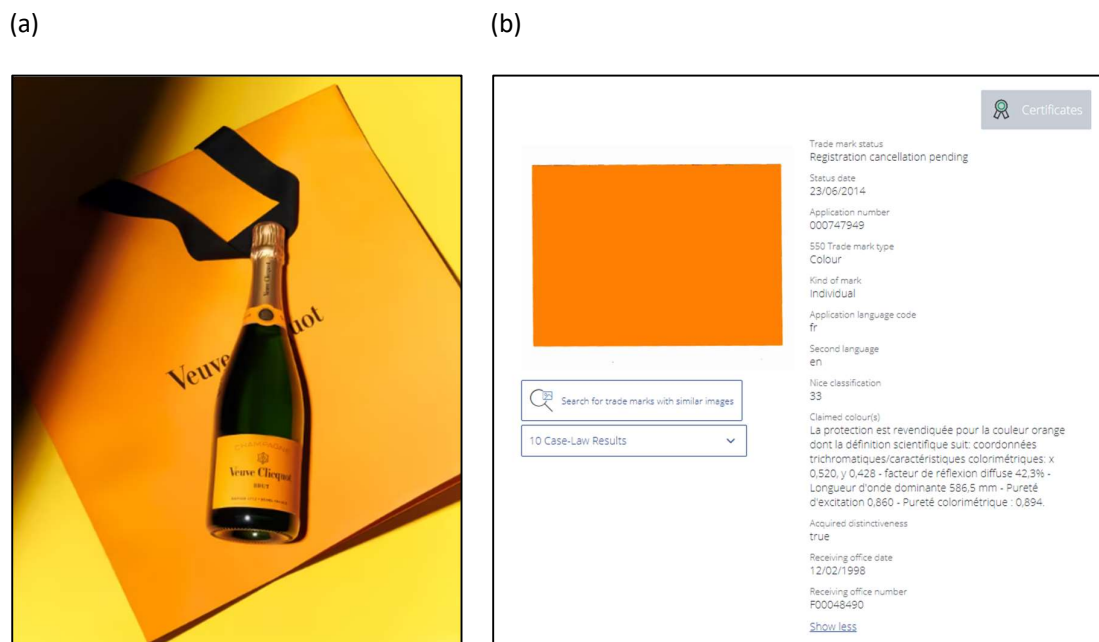 (a)
(b)
Veuve Clicquot
Veuve
quot
CHAMPAGNE
Veuve Clicquot
BRUT
Certificates
Trade mark status
Registration cancellation pending
Status date
23/06/2014
Application number
000747949
550 Trade mark type
Colour
Kind of mark
Individual
Application language code
fr
Second language
en
Nice classification
33
Claimed colour(s)
La protection est revendiquée pour la couleur orange
dont la définition scientifique suit: coordonnées
trichromatiques/caractéristiques colorimétriques: x
0,520, y 0,428 - facteur de réflexion diffuse 42,3% -
Longueur d'onde dominante 586,5 mm - Pureté
d'excitation 0,860 - Pureté colorimétrique : 0,894.
Acquired distinctiveness
true
Receiving office date
12/02/1998
Receiving office number
F00048490
Show less
Search for trade marks with similar images
10 Case-Law Results